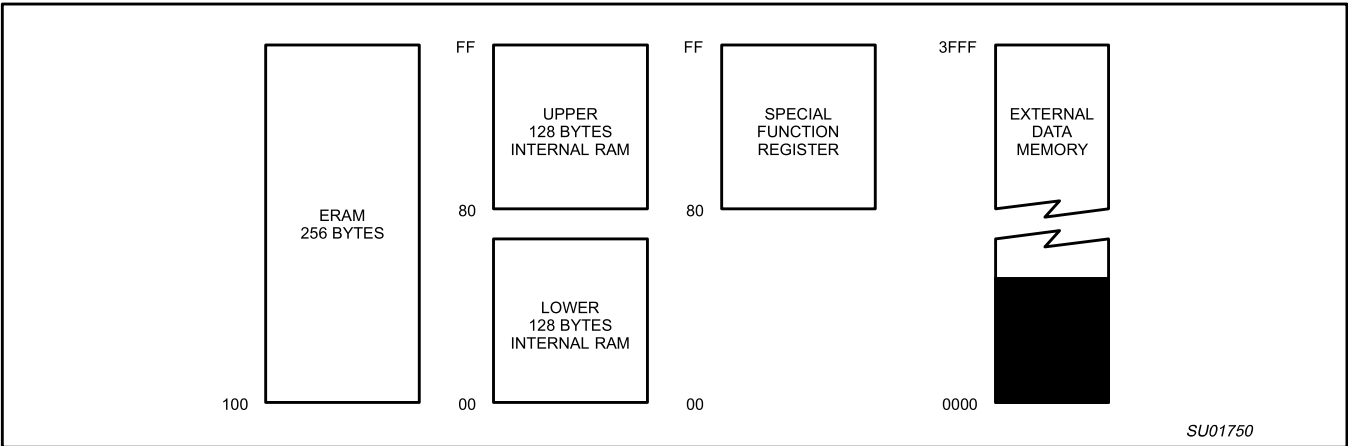 FF
FF
3FFF
UPPER
128 BYTES
INTERNAL RAM
SPECIAL
FUNCTION
REGISTER
EXTERNAL
DATA
MEMORY
80
80
ERAM
256 BYTES
LOWER
128 BYTES
INTERNAL RAM
100
00
00
0000
SU01750